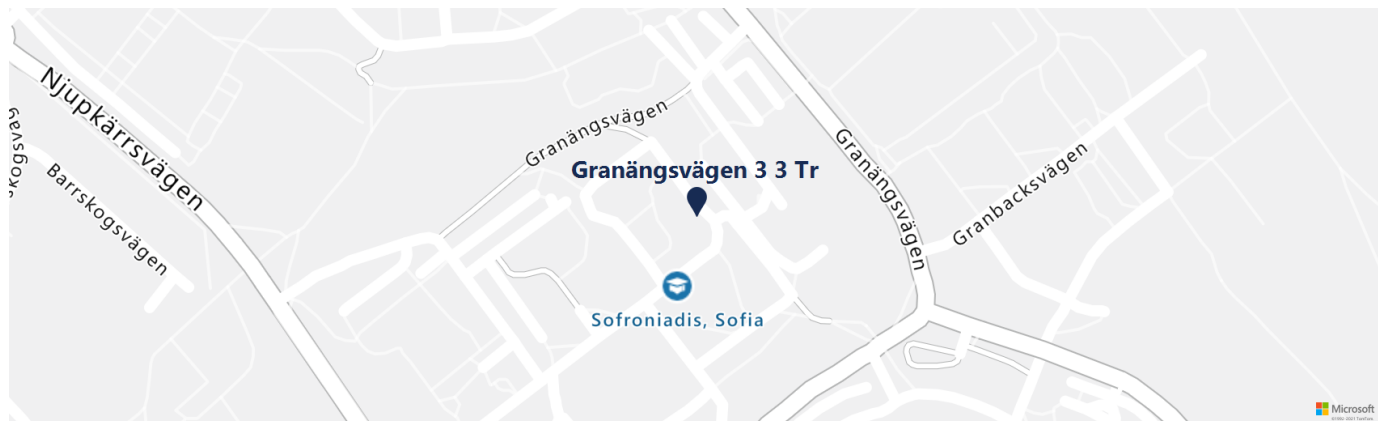 Njupkärrsvägen
Granängsvägen
Barrskogsvägen
Granängsvägen 3 3 Tr
Granängsvägen
Granbacksvägen
Sofroniadis, Sofia
Microsoft